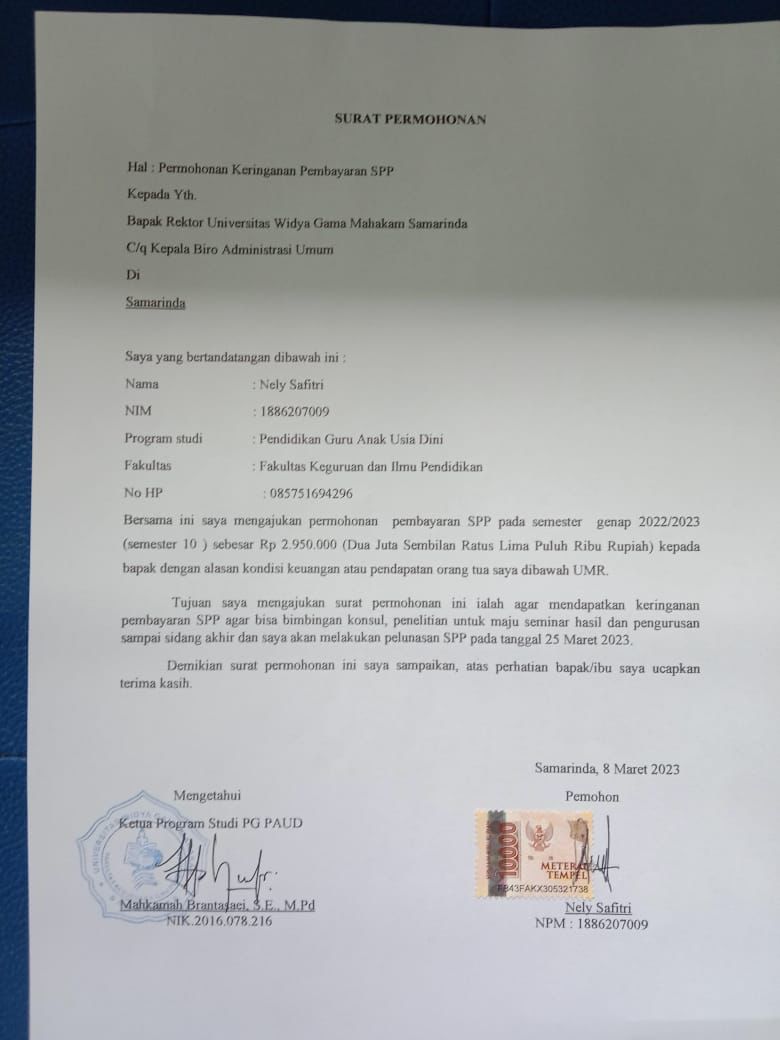 SURAT PERMOHONAN
Hal : Permohonan Keringanan Pembayaran SPP
Kepada Yth.
Bapak Rektor Universitas Widya Gama Mahakam Samarinda
C/q Kepala Biro Administrasi Umum
Di
Samarinda
Saya yang bertandatangan dibawah ini :
Nama : Nely Safitri
NIM : 1886207009
Program studi : Pendidikan Guru Anak Usia Dini
Fakultas : Fakultas Keguruan dan Ilmu Pendidikan
No HP : 085751694296
Bersama ini saya mengajukan permohonan pembayaran SPP pada semester genap 2022/2023
(semester 10 ) sebesar Rp 2.950.000 (Dua Juta Sembilan Ratus Lima Puluh Ribu Rupiah) kepada
bapak dengan alasan kondisi keuangan atau pendapatan orang tua saya dibawah UMR.
Tujuan saya mengajukan surat permohonan ini ialah agar mendapatkan keringanan
pembayaran SPP agar bisa bimbingan konsul, penelitian untuk maju seminar hasil dan pengurusan
sampai sidang akhir dan saya akan melakukan pelunasan SPP pada tanggal 25 Maret 2023.
Demikian surat permohonan ini saya sampaikan, atas perhatian bapak/ibu saya ucapkan
terima kasih.
Samarinda, 8 Maret 2023
Mengetahui
Pemohon
Ketua Program Studi PG PAUD
UNIVERSITAS WIDYA
10000
METERAI
TEMPEL
FB43FAKX305321738
Mahkamah Brantasari, S.E., M.Pd
NIK.2016.078.216
Nely Safitri
NPM : 1886207009